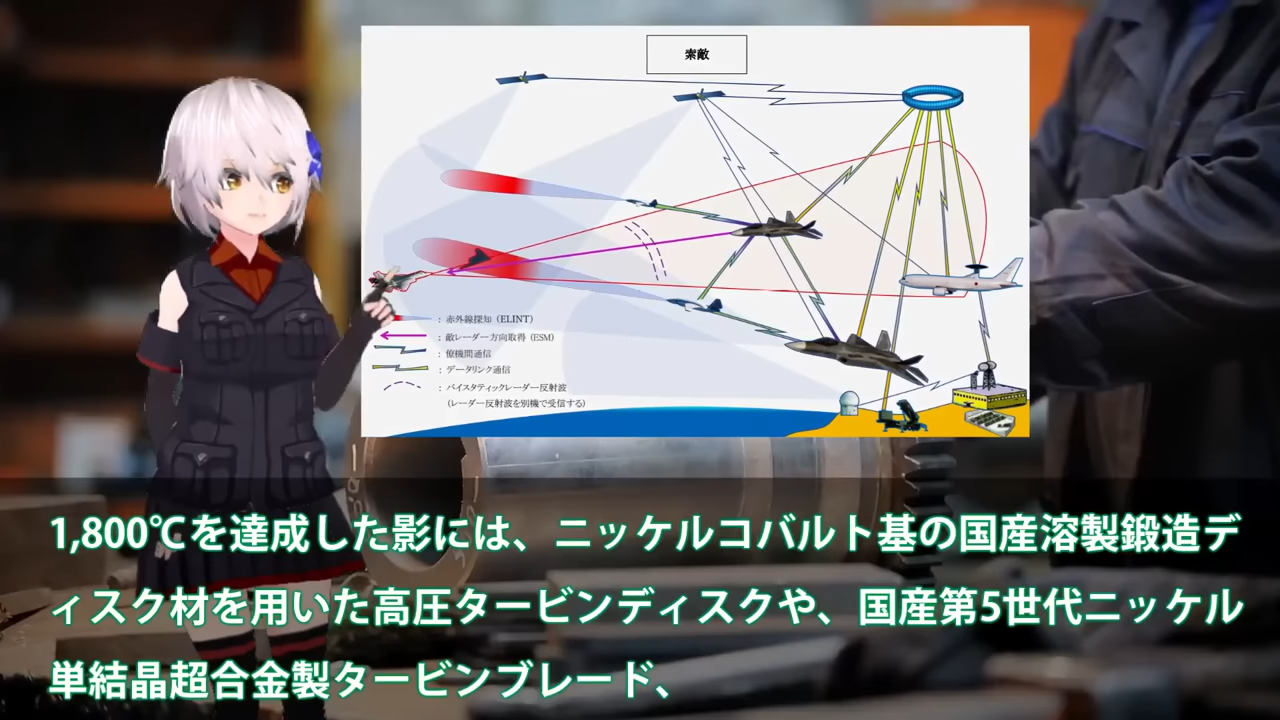 索敵
： 赤外線探知（ELINT）
： 敵レーダー方向取得（ESM）
： 僚機間通信
： データリンク通信
： バイスタティックレーダー反射波
（レーダー反射波を別機で受信する）
1,800℃を達成した影には、ニッケルコバルト基の国産溶製鍛造デ
ィスク材を用いた高圧タービンディスクや、国産第5世代ニッケル
単結晶超合金製タービンブレード、